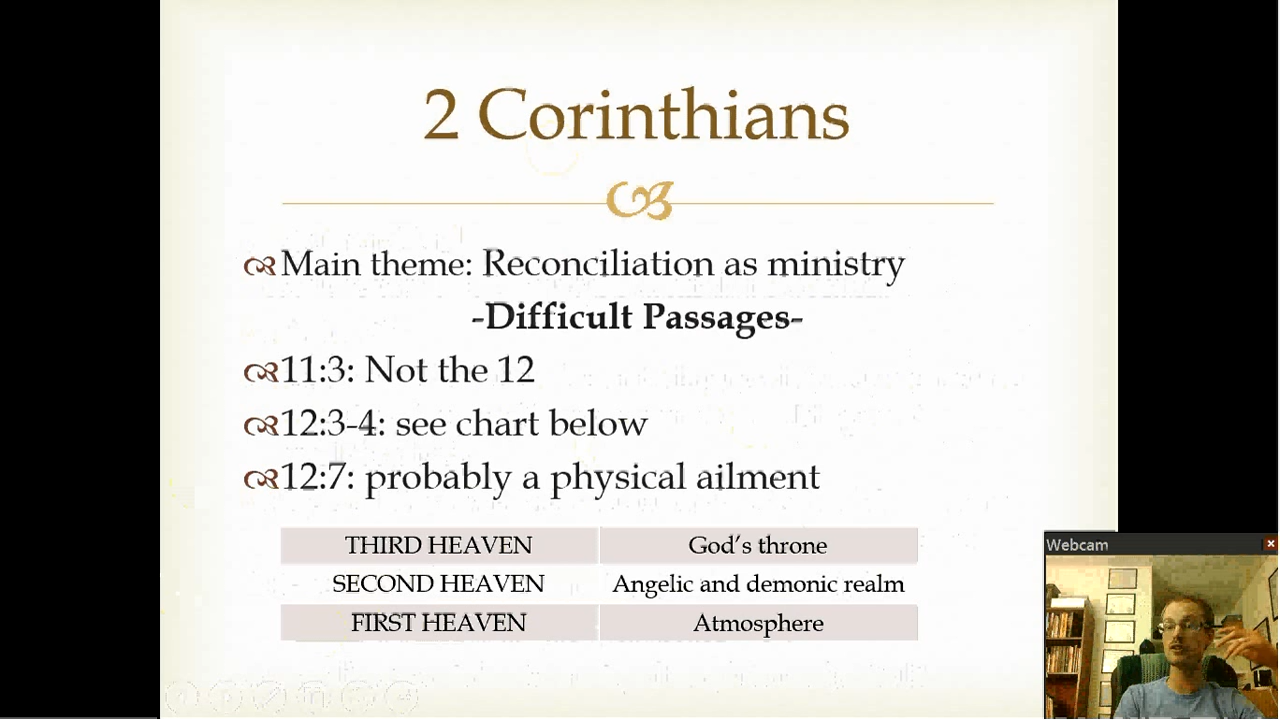 2 Corinthians
Main theme: Reconciliation as ministry
-Difficult Passages-
11:3: Not the 12
12:3-4: see chart below
12:7: probably a physical ailment
THIRD HEAVEN God's throne
SECOND HEAVEN Angelic and demonic realm
FIRST HEAVEN Atmosphere
Webcam